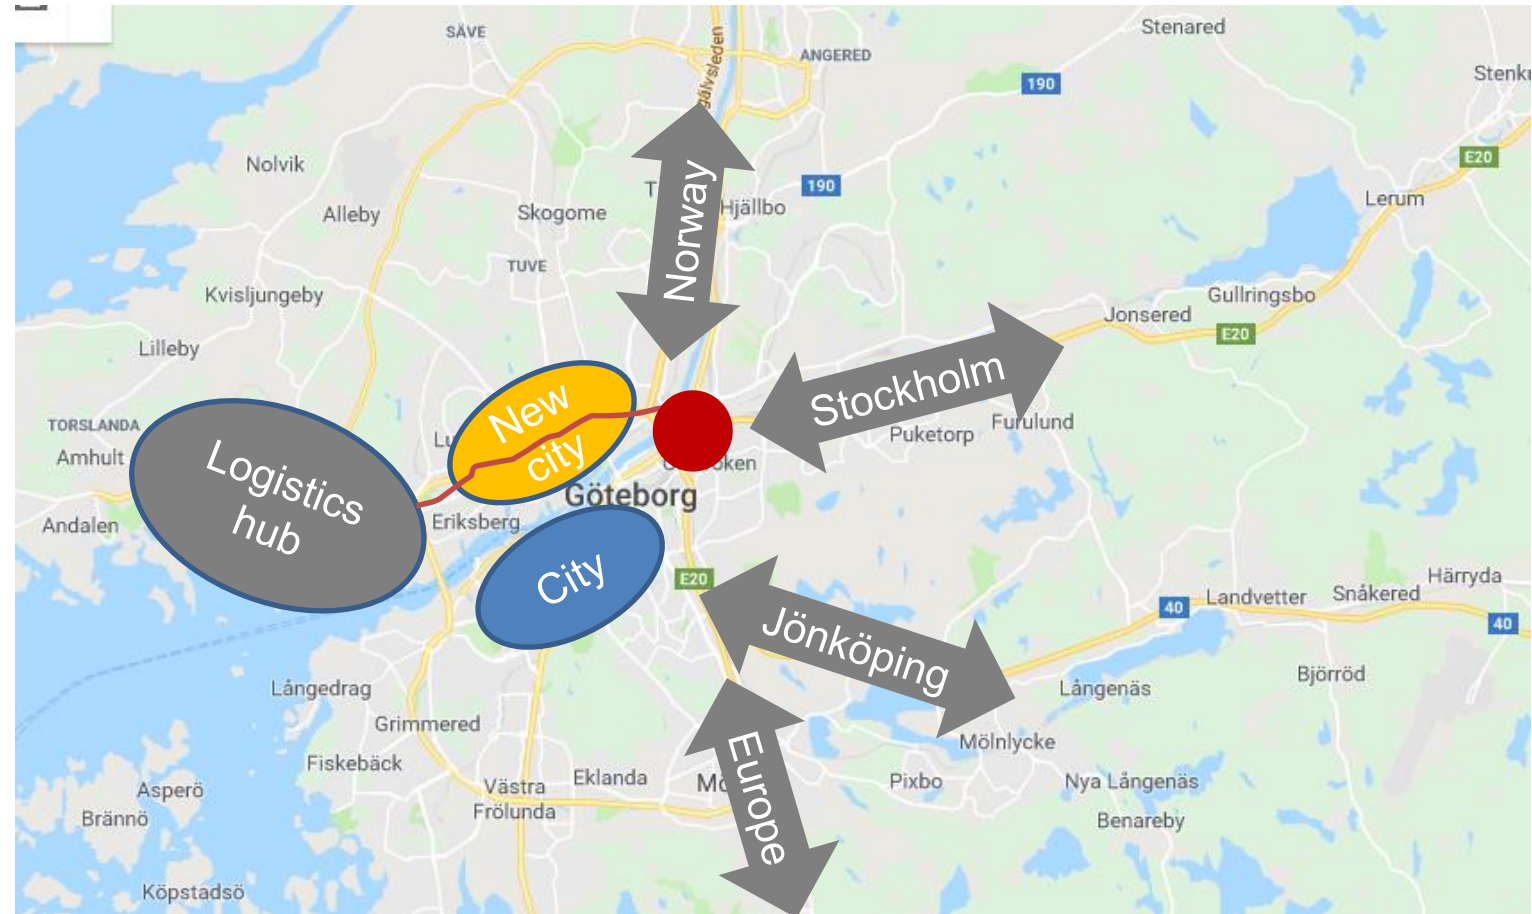 SÄVE
Stenared
ANGERED
190
E20
Nolvik
190
Lerum
Alleby
Skogome
Hjällbo
Norway
TUVE
Kvisljungeby
Gullringsbo
Jonsered
E20
Lilleby
Stockholm
New
city
TORSLANDA
Furulund
Puketorp
Amhult
Logistics
hub
Göteborg
Andalen
Eriksberg
City
E20
Härryda
Snåkered
Landvetter
40
40
Jönköping
Björröd
Långedrag
Långenäs
Grimmered
Mölnlycke
Fiskebäck
Europe
Västra
Frölunda
Eklanda
Pixbo
Nya Långenäs
Asperö
Brännö
Benareby
Köpstadsö